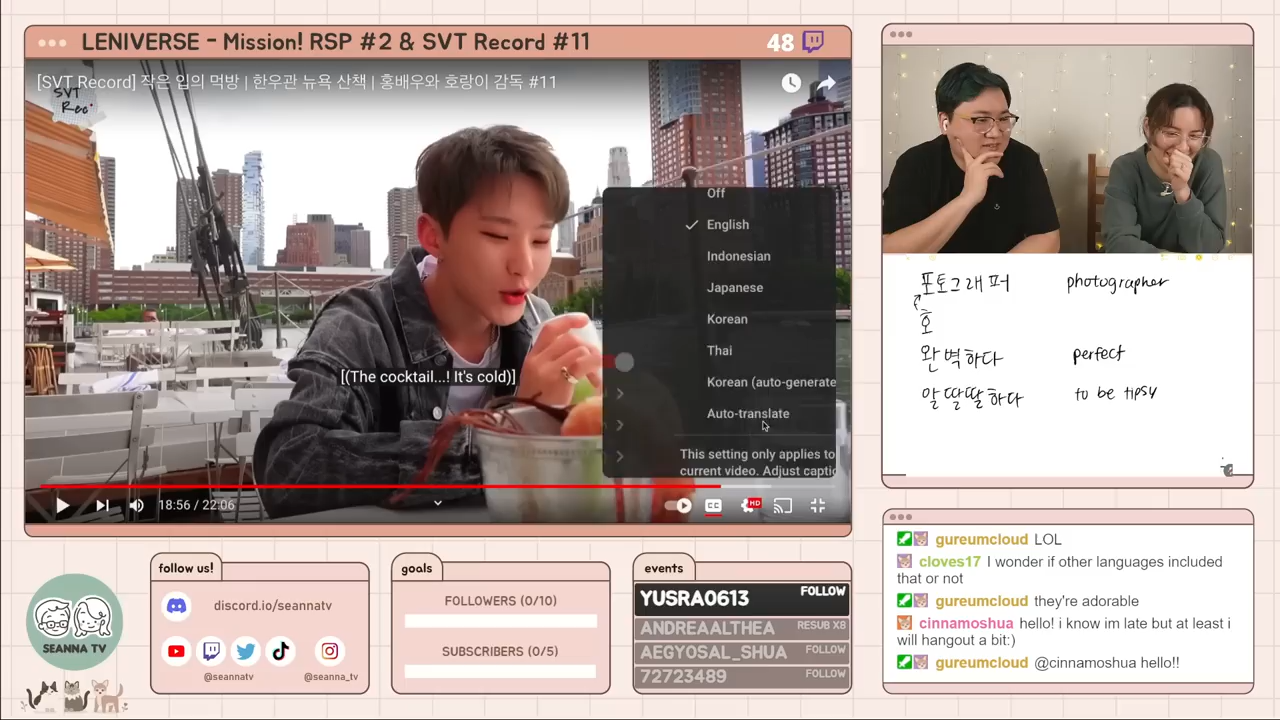 LENIVERSE - Mission! RSP #2 & SVT Record #11
48
[SVT Record] 작은 입의 먹방 | 한우관 뉴욕 산책 | 홍배우와 호랑이 감독 #11
SVT
Rec
Off
English
Indonesian
Japanese
Korean
Thai
Korean (auto-generate
Auto-translate
This setting only applies to
current video. Adjust captio
[(The cocktail...! It's cold)]
18:56 / 22:06
CC
HD
포토그래퍼 photographer
호
완벽하다 perfect
알딸딸하다 to be tipsy
gureumcloud LOL
cloves17 I wonder if other languages included
that or not
gureumcloud they're adorable
cinnamoshua hello! i know im late but at least i
will hangout a bit:)
gureumcloud @cinnamoshua hello!!
SEANNA TV
follow us!
discord.io/seannatv
@seannatv
@seanna_tv
goals
FOLLOWERS (0/10)
SUBSCRIBERS (0/5)
events
YUSRA0613 FOLLOW
ANDREAALTHEA RESUB X8
AEGYOSAL_SHUA FOLLOW
72723489 FOLLOW